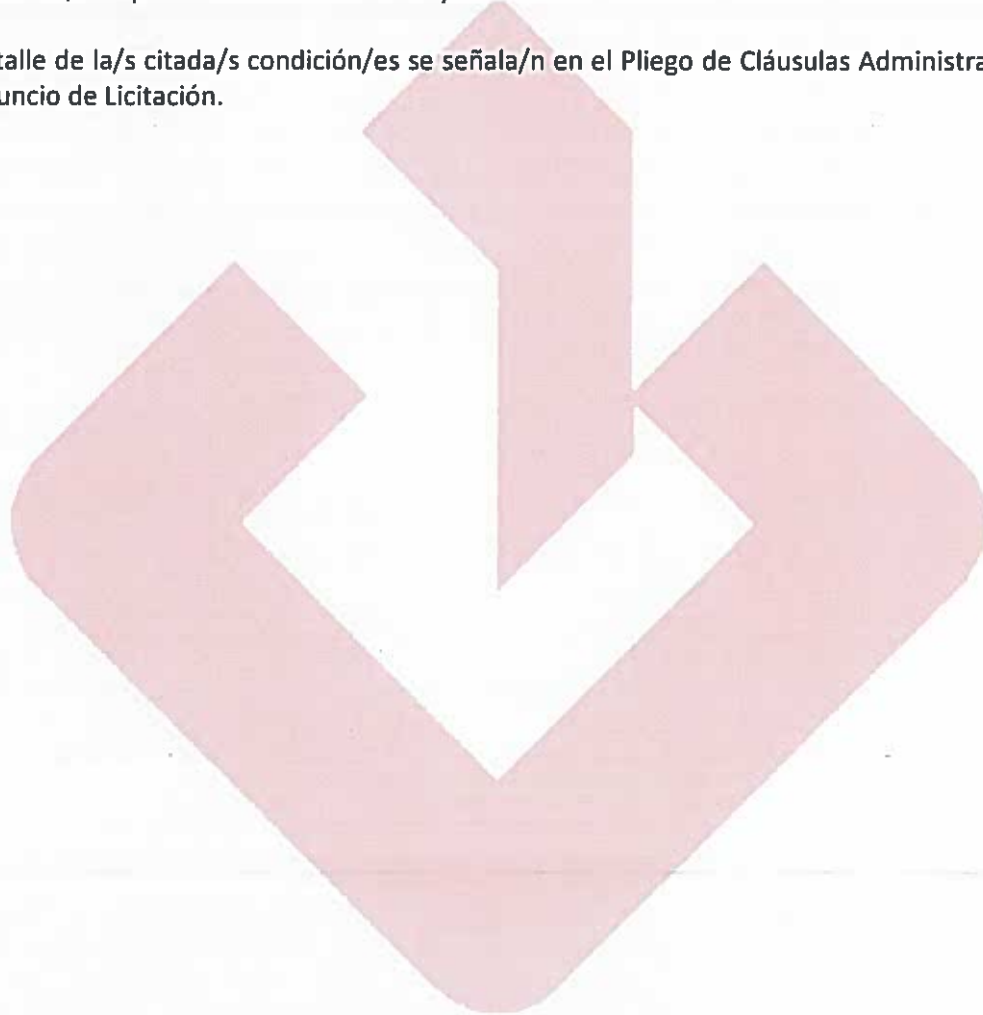 talle de la/s citada/s condición/es se señala/n en el Pliego de Cláusulas Administra
uncio de Licitación.